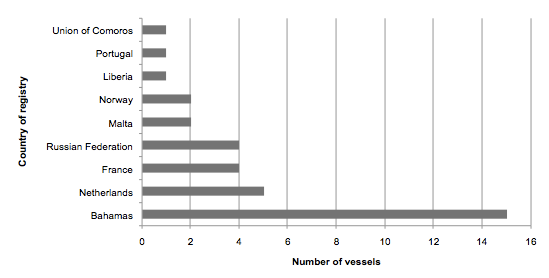 Union of Comoros
Portugal
Liberia
Norway
Malta
Russian Federation
France
Netherlands
Bahamas
Country of registry
0 2 4 6 8 10 12 14 16
Number of vessels